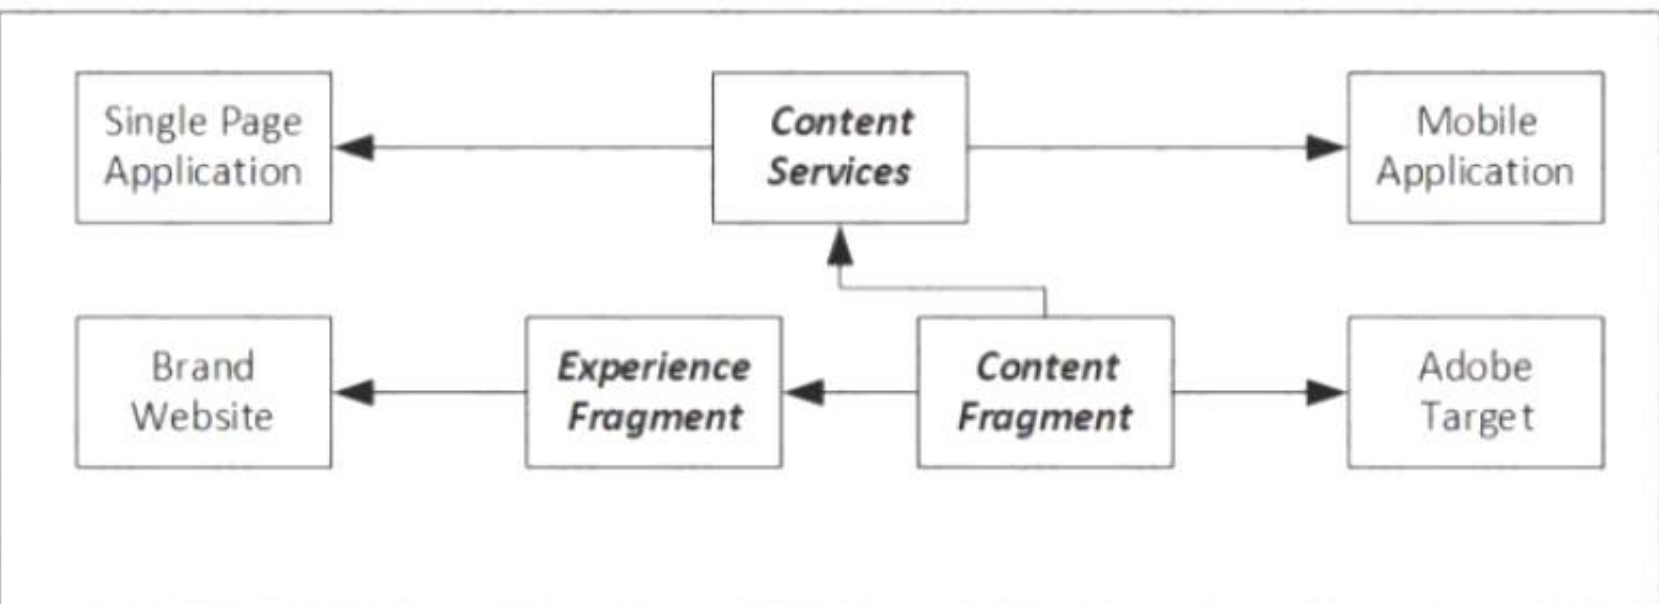 Single Page
Application
Content
Services
Mobile
Application
Brand
Website
Experience
Fragment
Content
Fragment
Adobe
Target